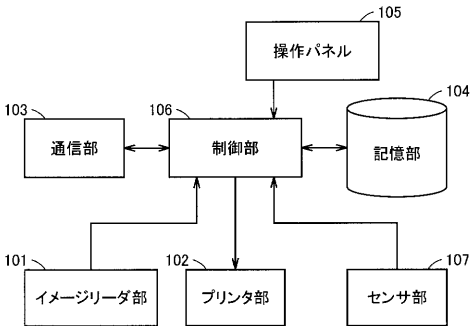 105
操作パネル
103
106
104
通信部
制御部
記憶部
101
102
107
イメージリーダ部
プリンタ部
センサ部